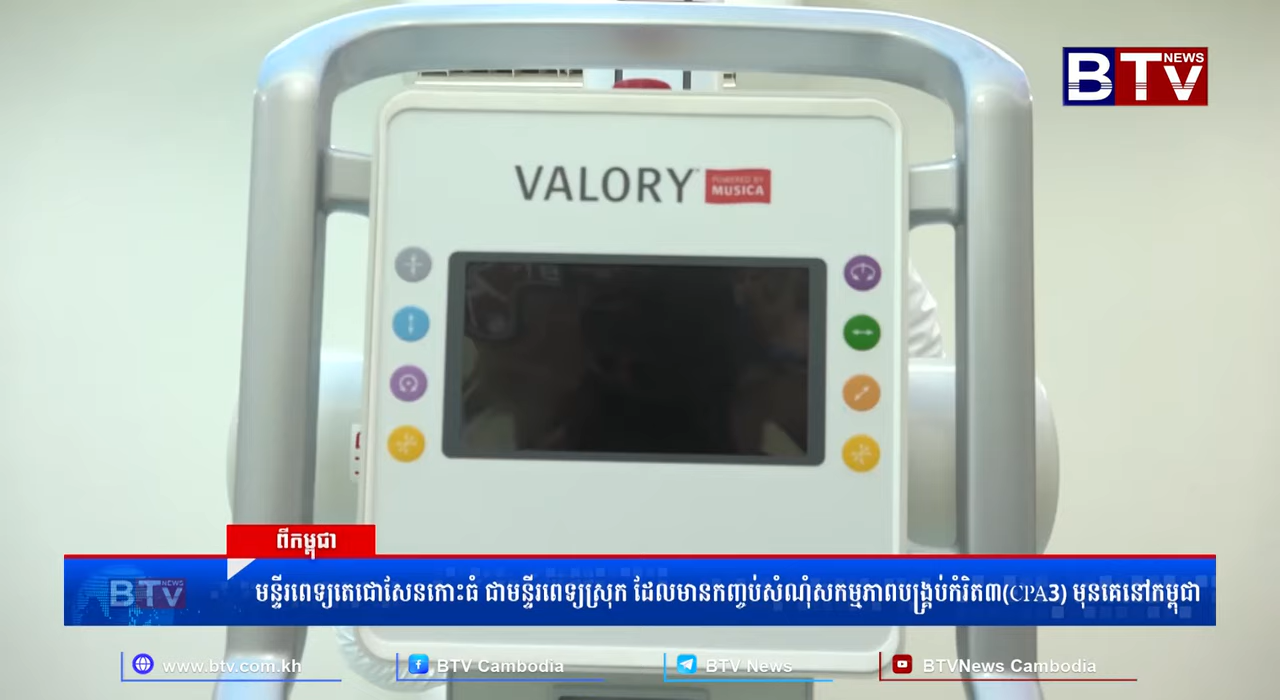 BTV NEWS
VALORY
POWERED BY
MUSICA
ពីកម្ពុជា
BTV NEWS
មន្ទីរពេទ្យតេជោសែនកោះធំ ជាមន្ទីរពេទ្យស្រុក ដែលមានកញ្ចប់សំណុំសកម្មភាពបង្គ្រប់កំរិត៣(CPA3) មុនគេនៅកម្ពុជា
www.btv.com.kh
BTV Cambodia
BTV News
BTVNews Cambodia